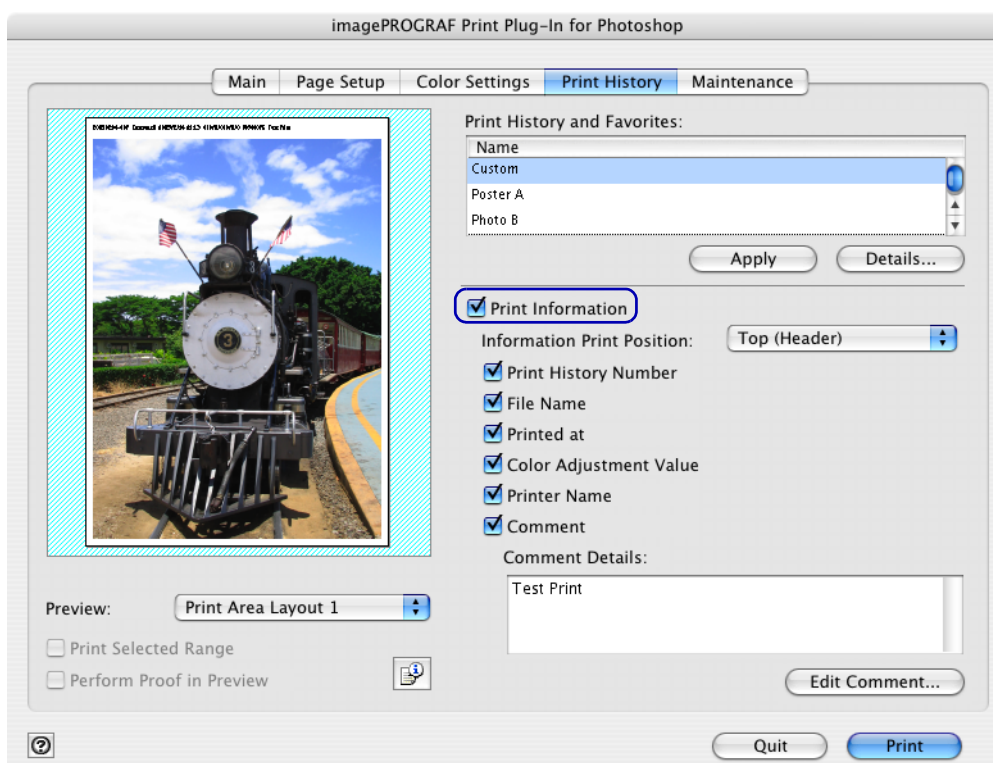 imagePROGRAF Print Plug-In for Photoshop
Main Page Setup Color Settings Print History Maintenance
Print History and Favorites:
Name
Custom
Poster A
Photo B
Apply Details...
Print Information
Information Print Position: Top (Header)
Print History Number
File Name
Printed at
Color Adjustment Value
Printer Name
Comment
Comment Details:
Test Print
Edit Comment...
3
Preview: Print Area Layout 1
Print Selected Range
Perform Proof in Preview
Quit Print